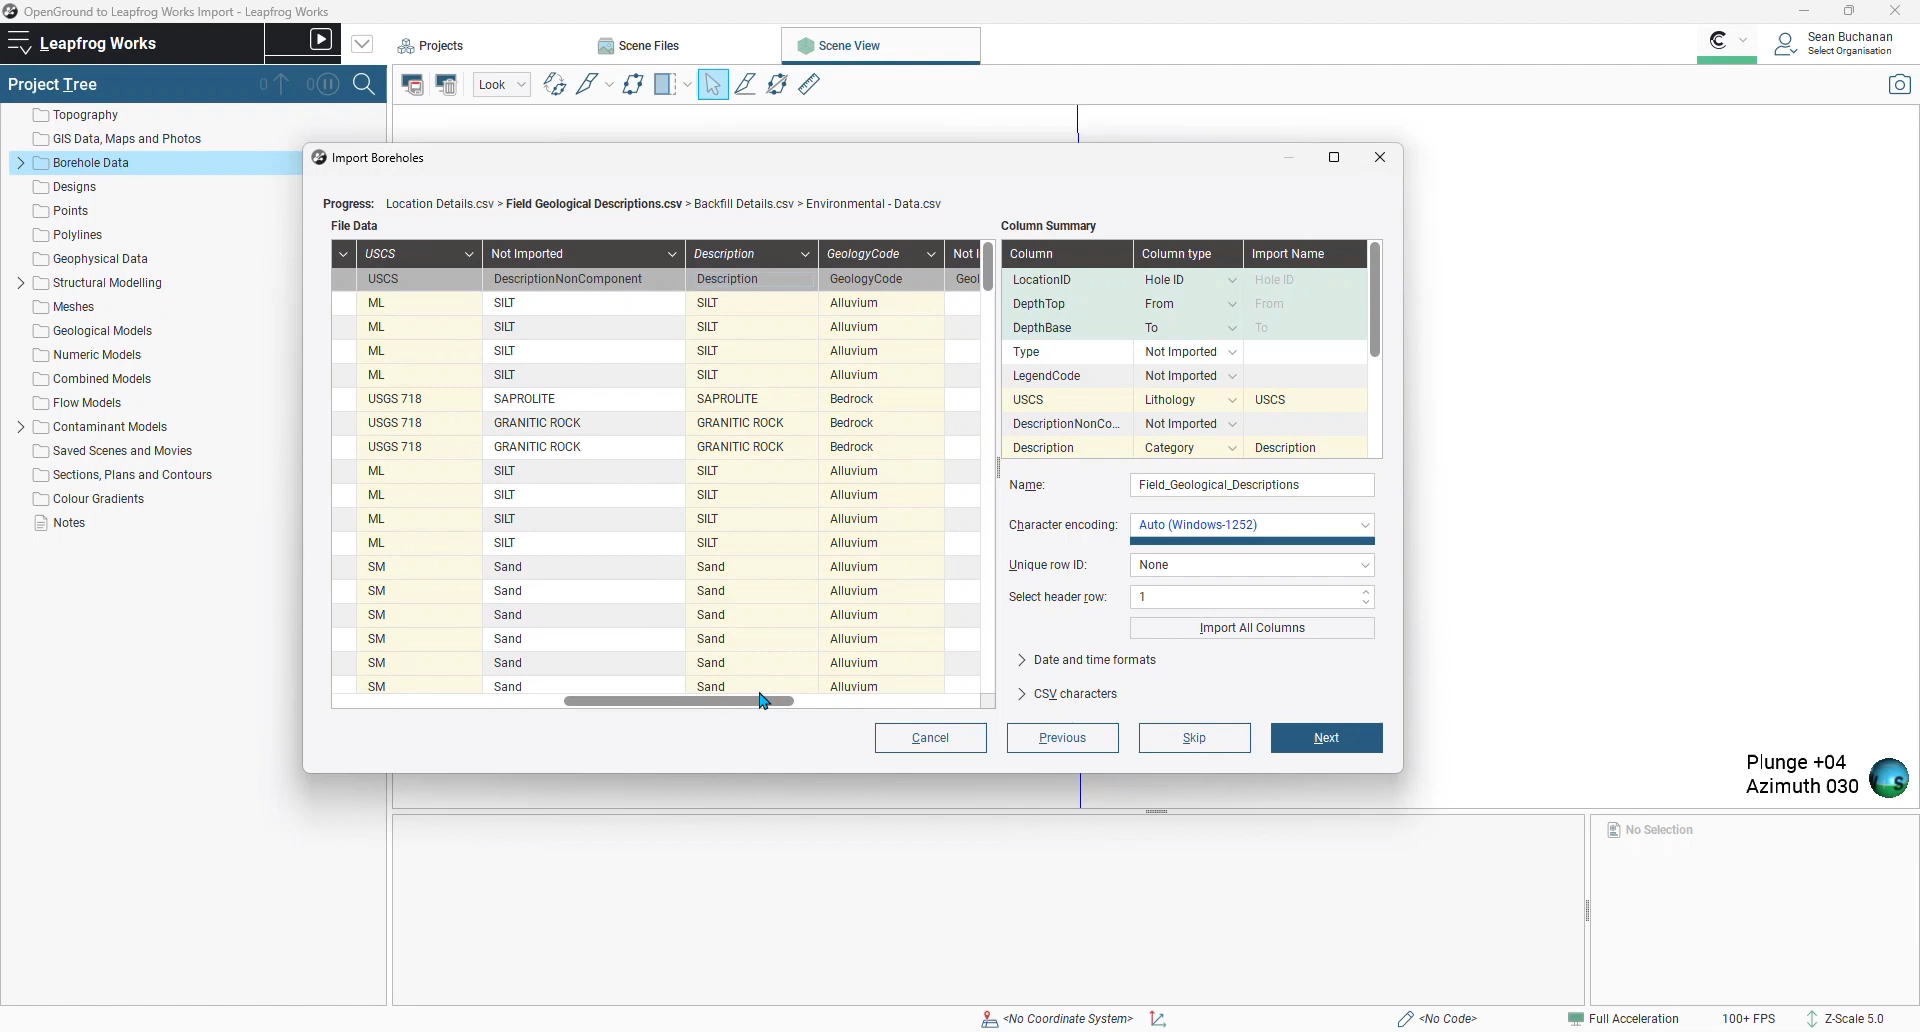 OpenGround to Leapfrog Works Import - Leapfrog Works
Leapfrog Works
Projects
Scene Files
Scene View
Sean Buchanan
Select Organisation
Project Tree
0
0
Look
Topography
GIS Data, Maps and Photos
Borehole Data
Designs
Points
Polylines
Geophysical Data
Structural Modelling
Meshes
Geological Models
Numeric Models
Combined Models
Flow Models
Contaminant Models
Saved Scenes and Movies
Sections, Plans and Contours
Colour Gradients
Notes
Import Boreholes
Progress: Location Details.csv > Field Geological Descriptions.csv > Backfill Details.csv > Environmental - Data.csv
File Data
USCS Not Imported Description GeologyCode Not I
USCS DescriptionNonComponent Description GeologyCode Geol
ML SILT SILT Alluvium
ML SILT SILT Alluvium
ML SILT SILT Alluvium
ML SILT SILT Alluvium
USGS 718 SAPROLITE SAPROLITE Bedrock
USGS 718 GRANITIC ROCK GRANITIC ROCK Bedrock
USGS 718 GRANITIC ROCK GRANITIC ROCK Bedrock
ML SILT SILT Alluvium
ML SILT SILT Alluvium
ML SILT SILT Alluvium
ML SILT SILT Alluvium
SM Sand Sand Alluvium
SM Sand Sand Alluvium
SM Sand Sand Alluvium
SM Sand Sand Alluvium
SM Sand Sand Alluvium
SM Sand Sand Alluvium
Column Summary
Column Column type Import Name
LocationID Hole ID Hole ID
DepthTop From From
DepthBase To To
Type Not Imported
LegendCode Not Imported
USCS Lithology USCS
DescriptionNonCo... Not Imported
Description Category Description
Name: Field_Geological_Descriptions
Character encoding: Auto (Windows-1252)
Unique row ID: None
Select header row: 1
Import All Columns
Date and time formats
CSV characters
Cancel
Previous
Skip
Next
Plunge +04
Azimuth 030
No Selection
<No Coordinate System>
<No Code>
Full Acceleration
100+ FPS
Z-Scale 5.0